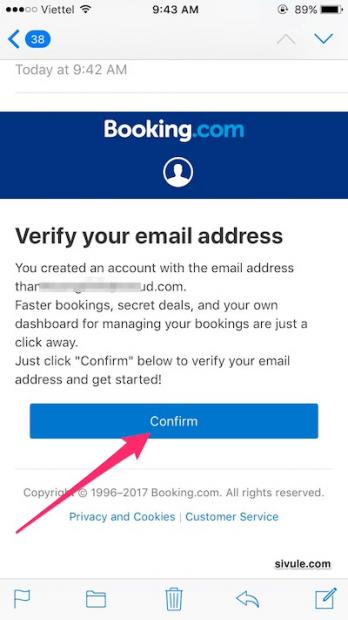 Viettel 9:43 AM 89%
38
Today at 9:42 AM
Booking.com
Verify your email address
You created an account with the email address
than ud.com.
Faster bookings, secret deals, and your own
dashboard for managing your bookings are just a
click away.
Just click "Confirm" below to verify your email
address and get started!
Confirm
Copyright © 1996–2017 Booking.com. All rights reserved.
Privacy and Cookies | Customer Service
sivule.com